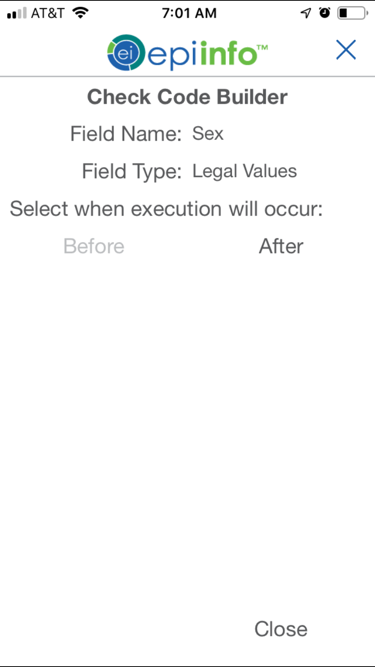 AT&T 7:01 AM
ei epiinfo™
Check Code Builder
Field Name: Sex
Field Type: Legal Values
Select when execution will occur:
Before After
Close